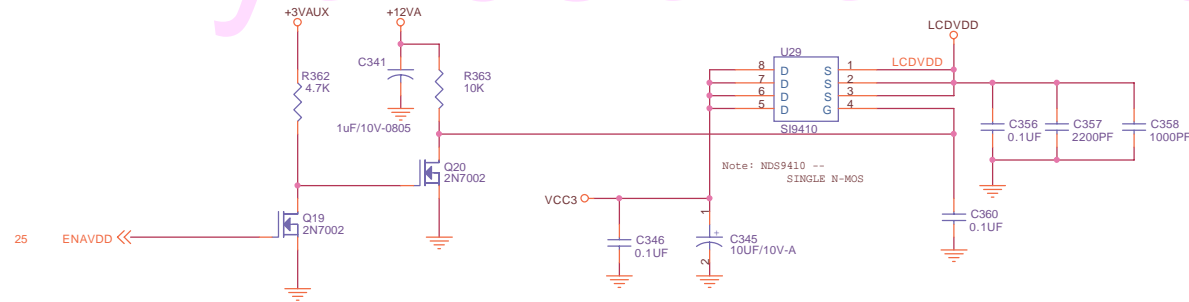 +3VAUX
+12VA
LCDVDD
C341
R362
4.7K
R363
10K
1uF/10V-0805
U29
8 D S 1 LCDVDD
7 D S 2
6 D S 3
5 D G 4
SI9410
C356
0.1UF
C357
2200PF
C358
1000PF
Q20
2N7002
Note: NDS9410 --
SINGLE N-MOS
VCC3
1
Q19
2N7002
25 ENAVDD
C346
0.1UF
+
C345
10UF/10V-A
2
C360
0.1UF